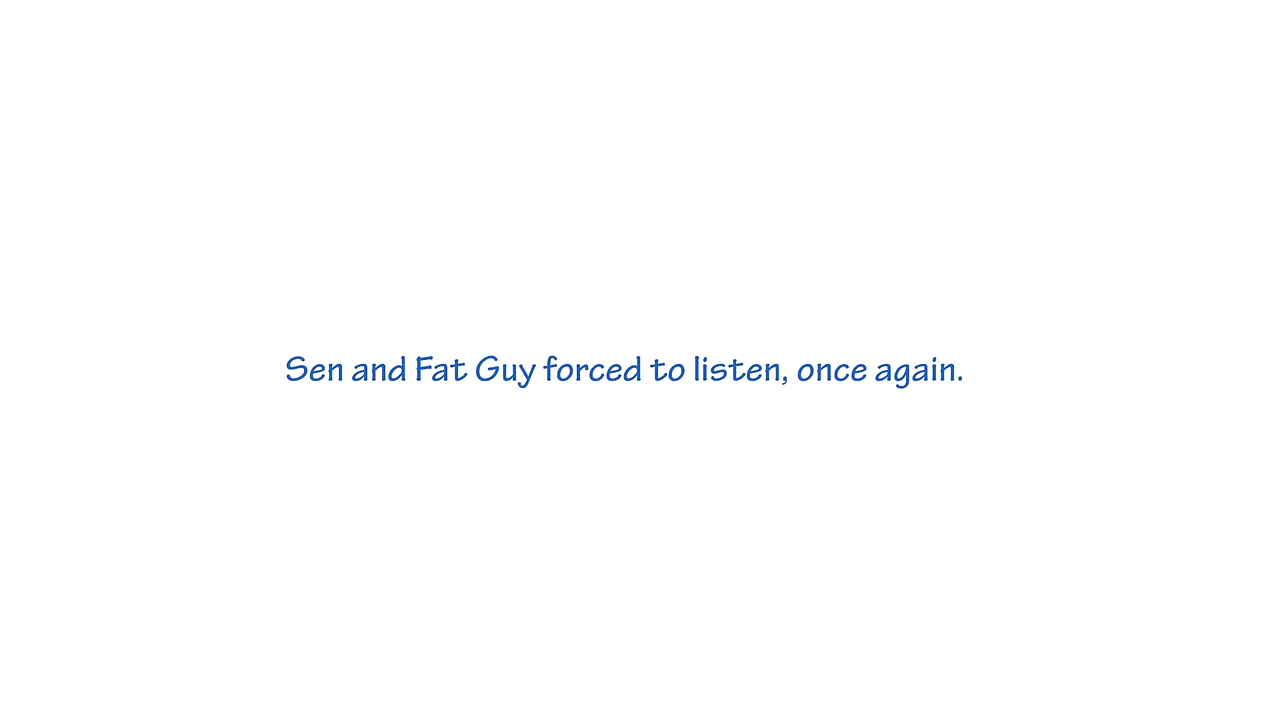 Sen and Fat Guy forced to listen, once again.